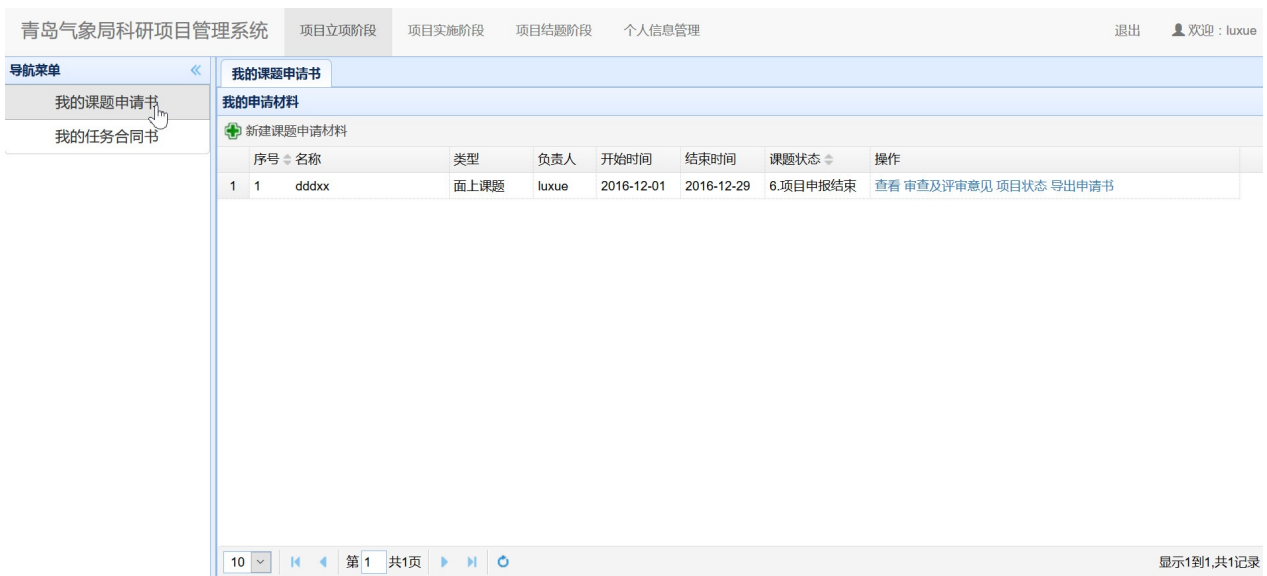 青岛气象局科研项目管理系统 项目立项阶段 项目实施阶段 项目结题阶段 个人信息管理 退出 欢迎：luxue
导航菜单
我的课题申请书
我的任务合同书
我的课题申请书
我的申请材料
新建课题申请材料
序号 名称 类型 负责人 开始时间 结束时间 课题状态 操作
1 1 dddxx 面上课题 luxue 2016-12-01 2016-12-29 6.项目申报结束 查看 审查及评审意见 项目状态 导出申请书
10 第 1 共1页 显示1到1,共1记录